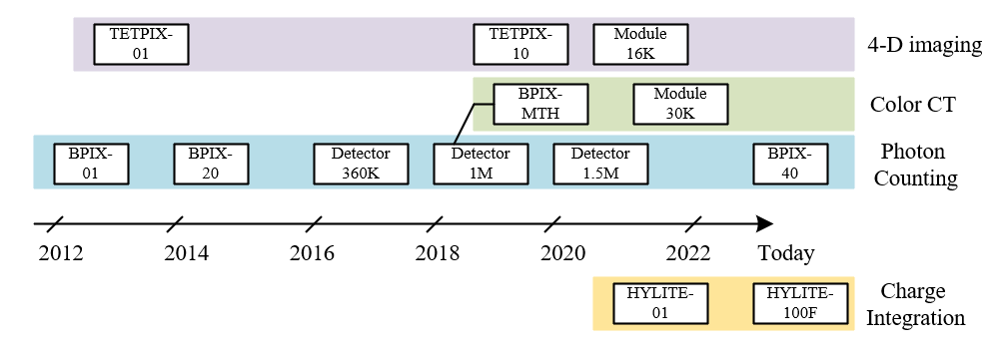 TETPIX-
01
TETPIX-
10
Module
16K
4-D imaging
BPIX-
MTH
Module
30K
Color CT
BPIX-
01
BPIX-
20
Detector
360K
Detector
1M
Detector
1.5M
BPIX-
40
Photon
Counting
2012 2014 2016 2018 2020 2022 Today
HYLITE-
01
HYLITE-
100F
Charge
Integration